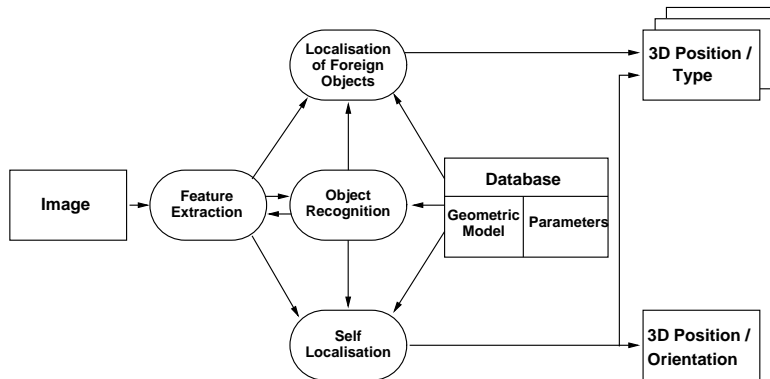 Localisation
of Foreign
Objects
3D Position /
Type
Image
Feature
Extraction
Object
Recognition
Database
Geometric
Model
Parameters
Self
Localisation
3D Position /
Orientation